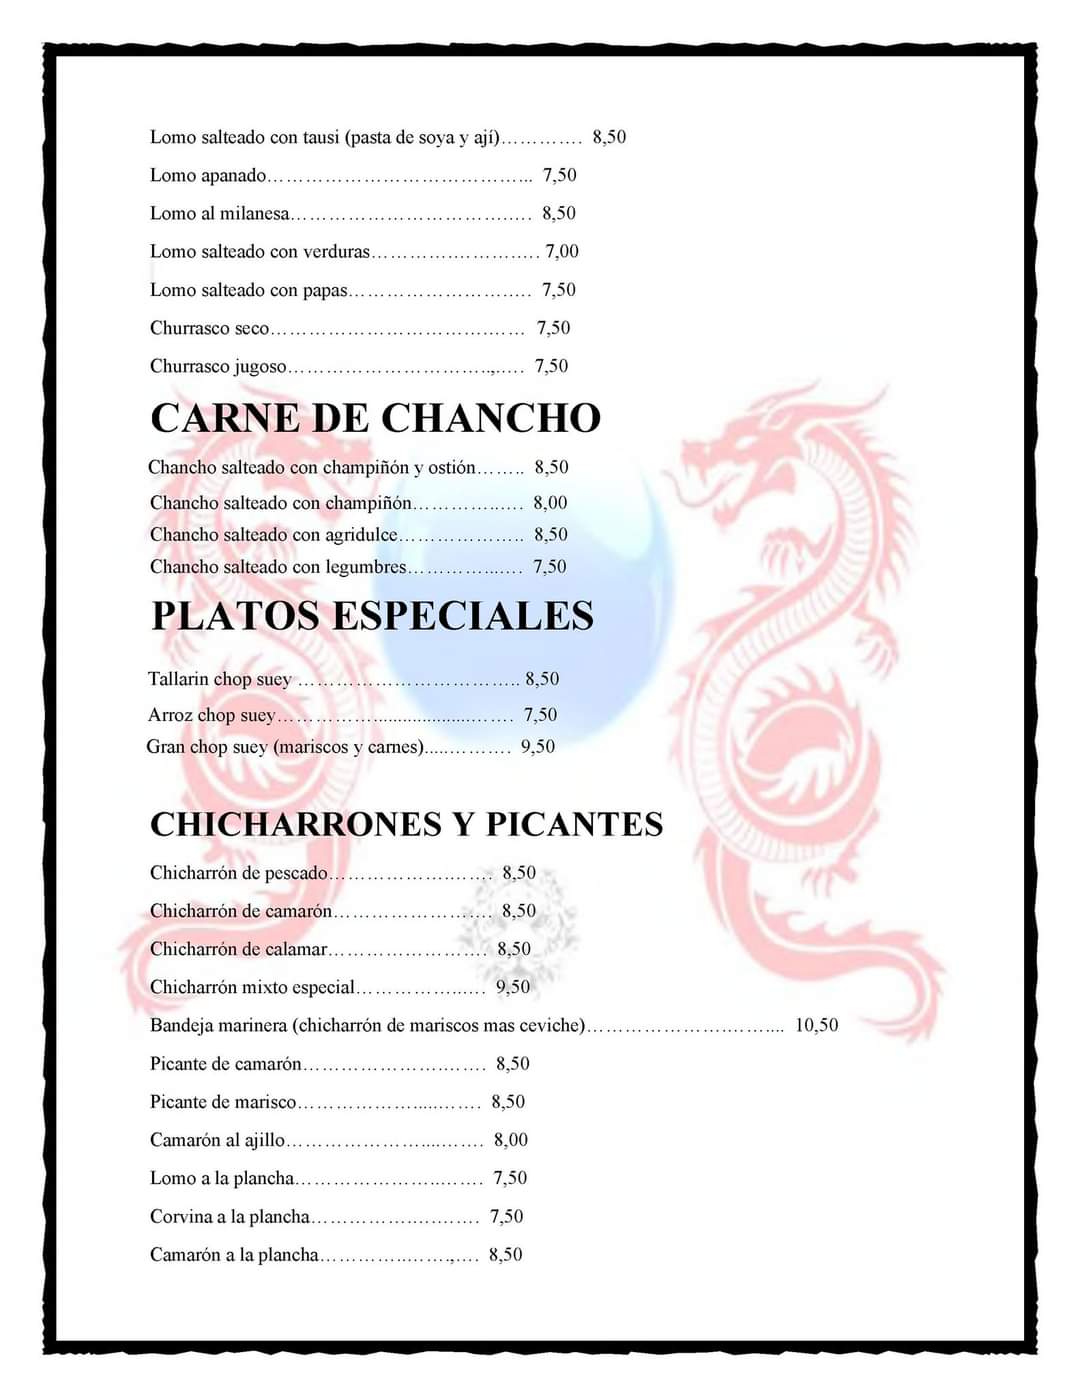 Lomo salteado con tausi (pasta de soya y ají)…………. 8,50
Lomo apanado………………………………….. 7,50
Lomo al milanesa…………………………….…. 8,50
Lomo salteado con verduras………….………….. 7,00
Lomo salteado con papas……………………….… 7,50
Churrasco seco…………………………….…… 7,50
Churrasco jugoso…………………………..,….. 7,50
CARNE DE CHANCHO
Chancho salteado con champiñón y ostión…….. 8,50
Chancho salteado con champiñón…………..…. 8,00
Chancho salteado con agridulce……………….. 8,50
Chancho salteado con legumbres…………...…. 7,50
PLATOS ESPECIALES
Tallarin chop suey …………………………….. 8,50
Arroz chop suey……………....................……. 7,50
Gran chop suey (mariscos y carnes).....………. 9,50
CHICHARRONES Y PICANTES
Chicharrón de pescado……………….……. 8,50
Chicharrón de camarón………………….…. 8,50
Chicharrón de calamar……………………. 8,50
Chicharrón mixto especial……………..…. 9,50
Bandeja marinera (chicharrón de mariscos mas ceviche)………………….…….... 10,50
Picante de camarón………………….……. 8,50
Picante de marisco……………….....……. 8,50
Camarón al ajillo…………………....……. 8,00
Lomo a la plancha…………………..……. 7,50
Corvina a la plancha…………….………. 7,50
Camarón a la plancha…………..…….,…. 8,50